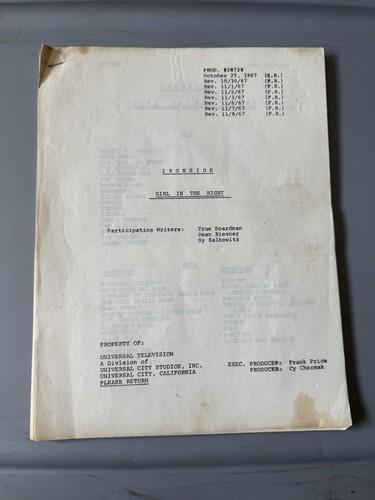 PROD. #28728
October 25, 1967 (F.R.)
Rev. 10/30/67 (F.R.)
Rev. 11/1/67 (F.R.)
Rev. 11/2/67 (F.R.)
Rev. 11/3/67 (F.R.)
Rev. 11/6/67 (F.R.)
Rev. 11/7/67 (F.R.)
Rev. 11/8/67 (F.R.)
I R O N S I D E
GIRL IN THE NIGHT
Participating Writers: True Boardman
Dean Riesner
Sy Salkowitz
PROPERTY OF:
UNIVERSAL TELEVISION
A Division of
UNIVERSAL CITY STUDIOS, INC.
UNIVERSAL CITY, CALIFORNIA
PLEASE RETURN
EXEC. PRODUCER: Frank Price
PRODUCER: Cy Chermak